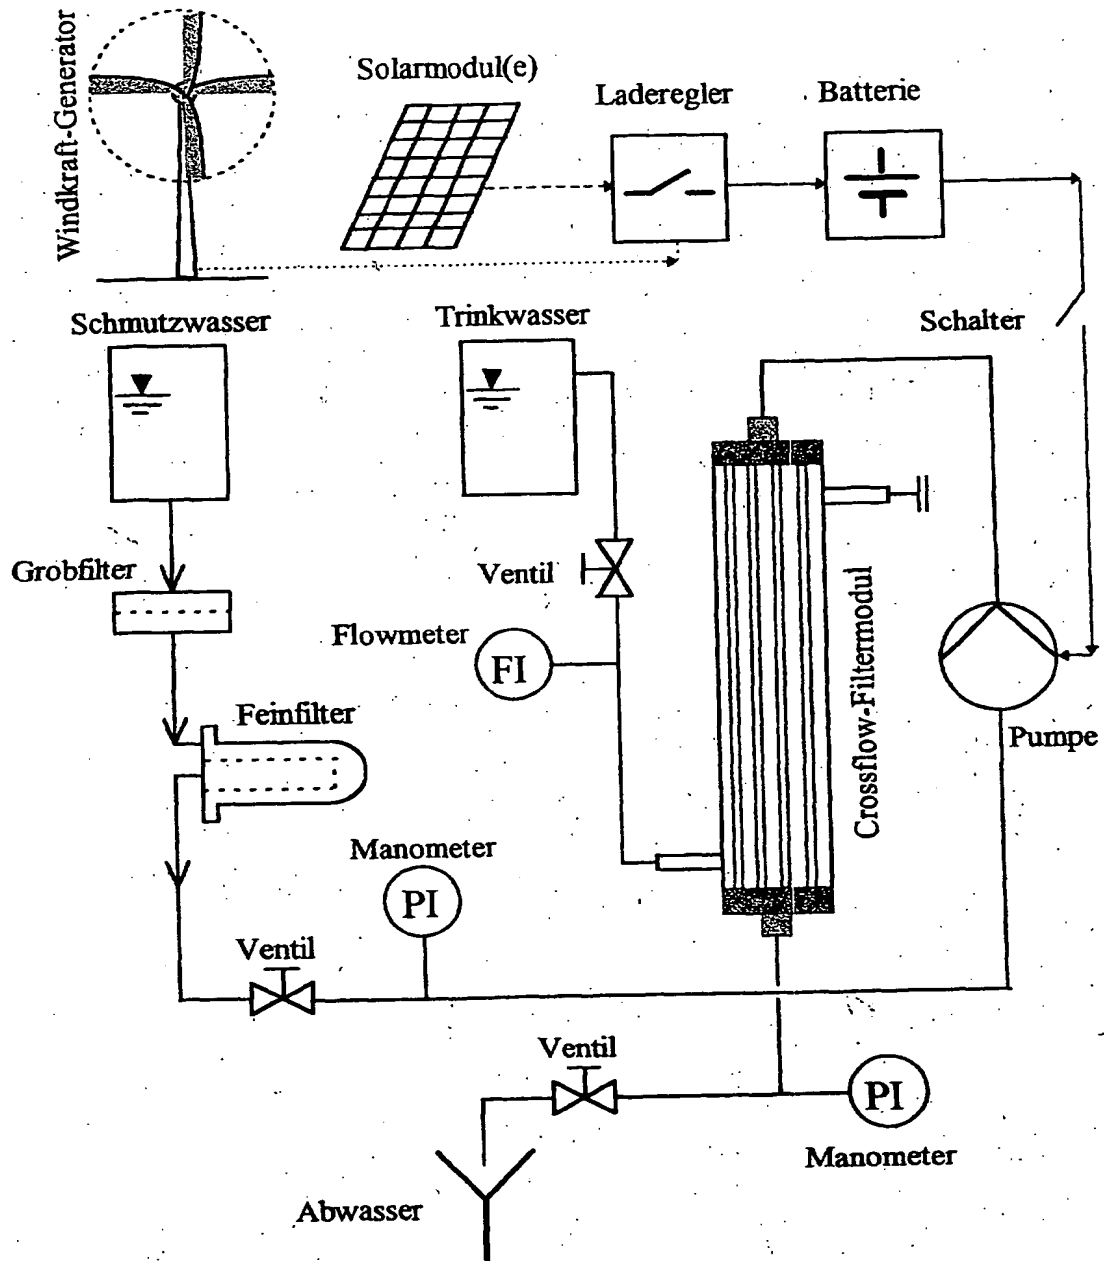 Windkraft-Generator
Solarmodul(e)
Laderegler
Batterie
Schmutzwasser
Trinkwasser
Schalter
Grobfilter
Ventil
Flowmeter
FI
Crossflow-Filtermodul
Feinfilter
Pumpe
Manometer
PI
Ventil
Ventil
PI
Manometer
Abwasser